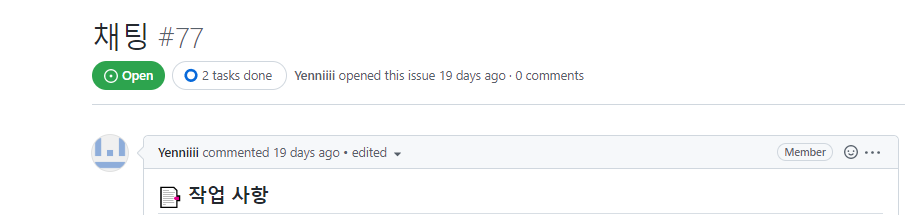 채팅 #77
Open 2 tasks done Yenniiii opened this issue 19 days ago · 0 comments
Yenniiii commented 19 days ago • edited Member
작업 사항